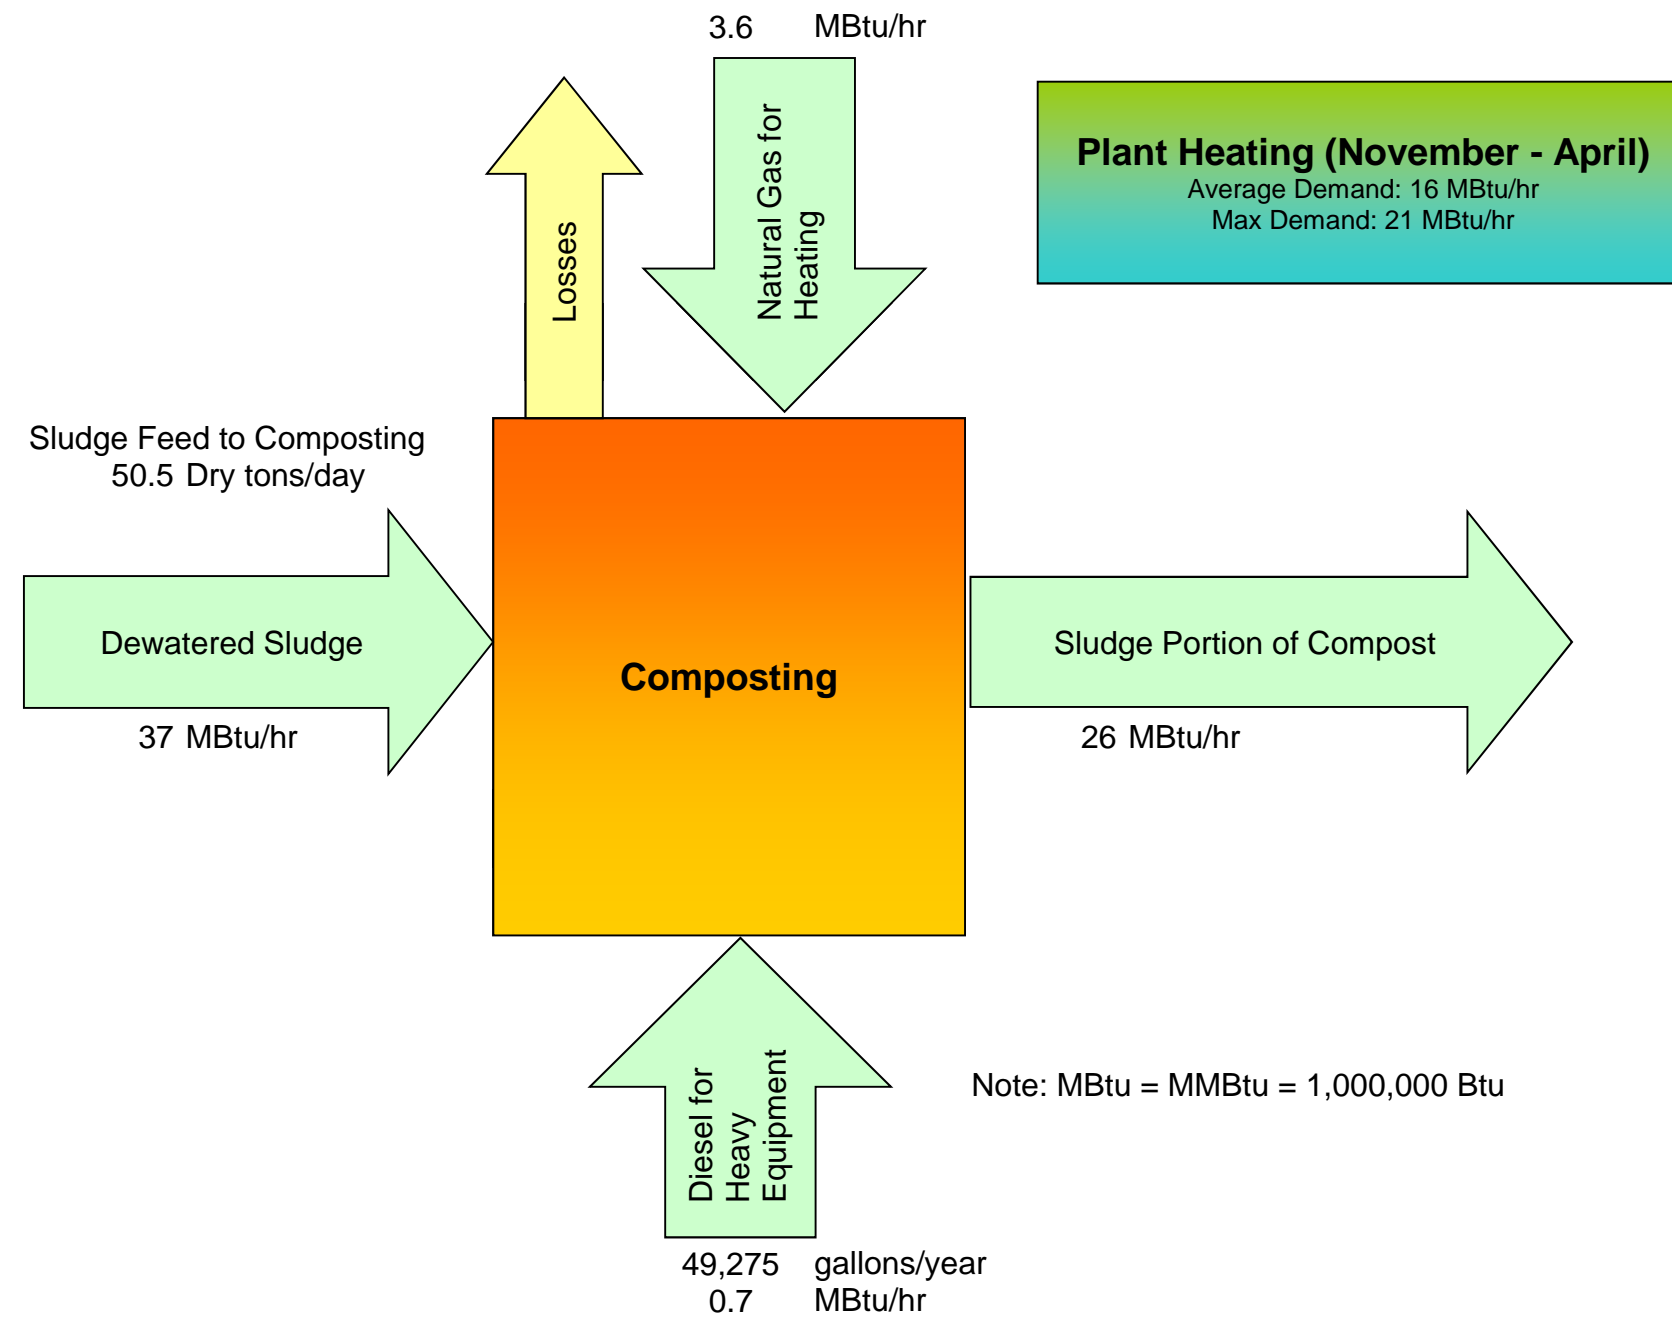 3.6 MBtu/hr
Natural Gas for
Heating
Losses
Plant Heating (November - April)
Average Demand: 16 MBtu/hr
Max Demand: 21 MBtu/hr
Sludge Feed to Composting
50.5 Dry tons/day
Dewatered Sludge
37 MBtu/hr
Composting
Sludge Portion of Compost
26 MBtu/hr
Diesel for
Heavy
Equipment
Note: MBtu = MMBtu = 1,000,000 Btu
49,275 gallons/year
0.7 MBtu/hr